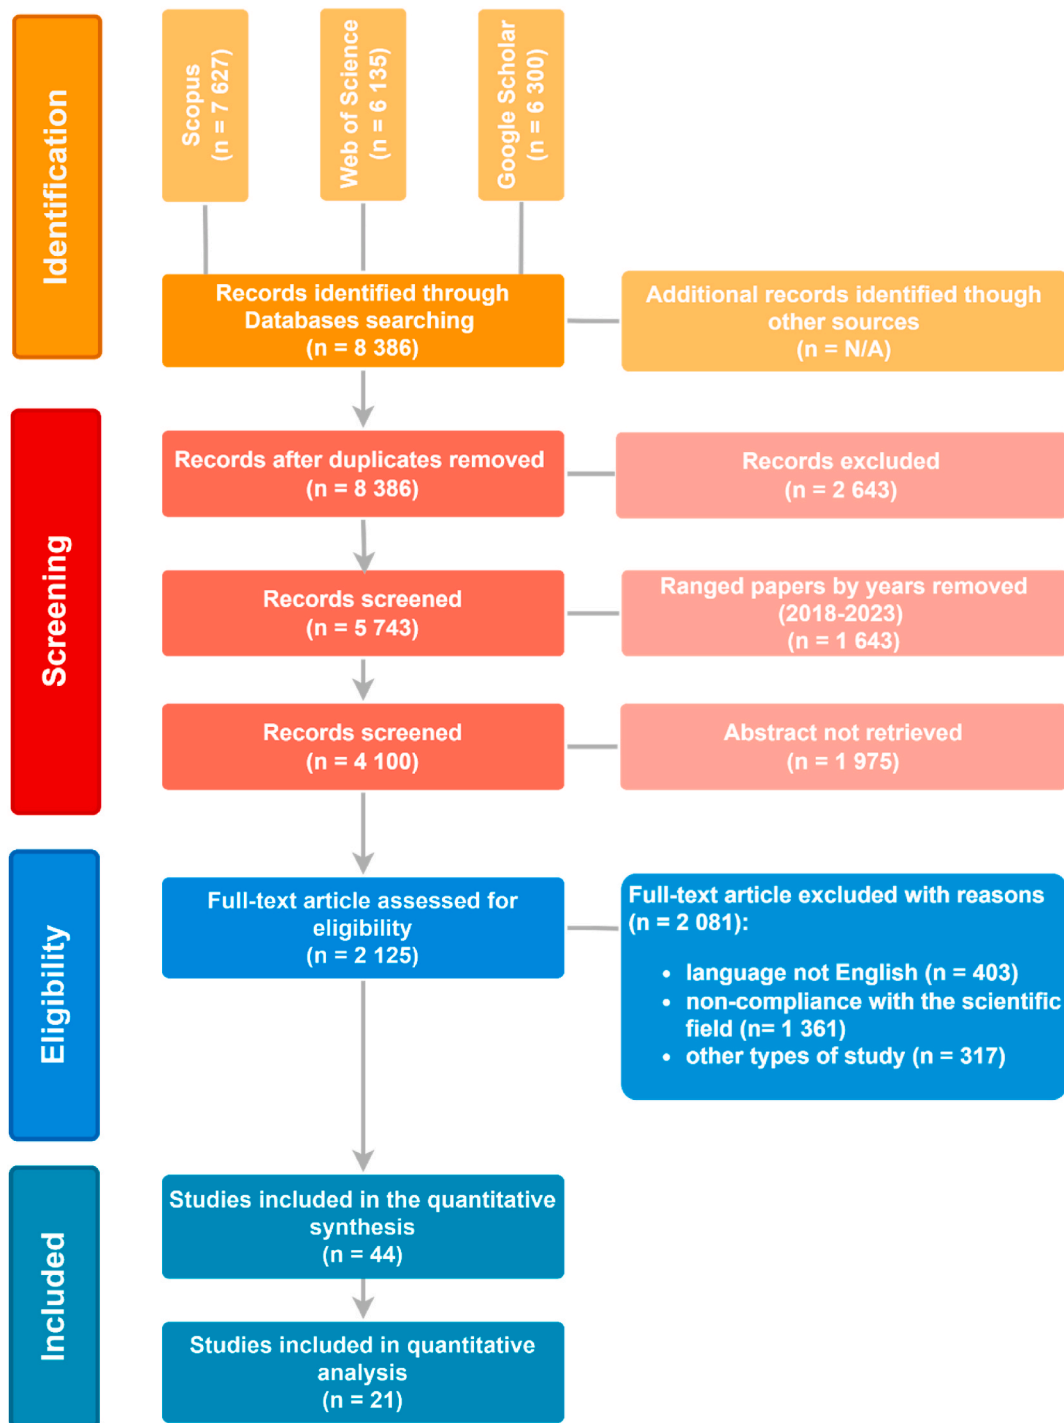 Identification
Scopus
(n = 7 627)
Web of Science
(n = 6 135)
Google Scholar
(n = 6 300)
Records identified through
Databases searching
(n = 8 386)
Additional records identified though
other sources
(n = N/A)
Screening
Records after duplicates removed
(n = 8 386)
Records excluded
(n = 2 643)
Records screened
(n = 5 743)
Ranged papers by years removed
(2018-2023)
(n = 1 643)
Records screened
(n = 4 100)
Abstract not retrieved
(n = 1 975)
Eligibility
Full-text article assessed for
eligibility
(n = 2 125)
Full-text article excluded with reasons
(n = 2 081):
• language not English (n = 403)
• non-compliance with the scientific
field (n= 1 361)
• other types of study (n = 317)
Included
Studies included in the quantitative
synthesis
(n = 44)
Studies included in quantitative
analysis
(n = 21)